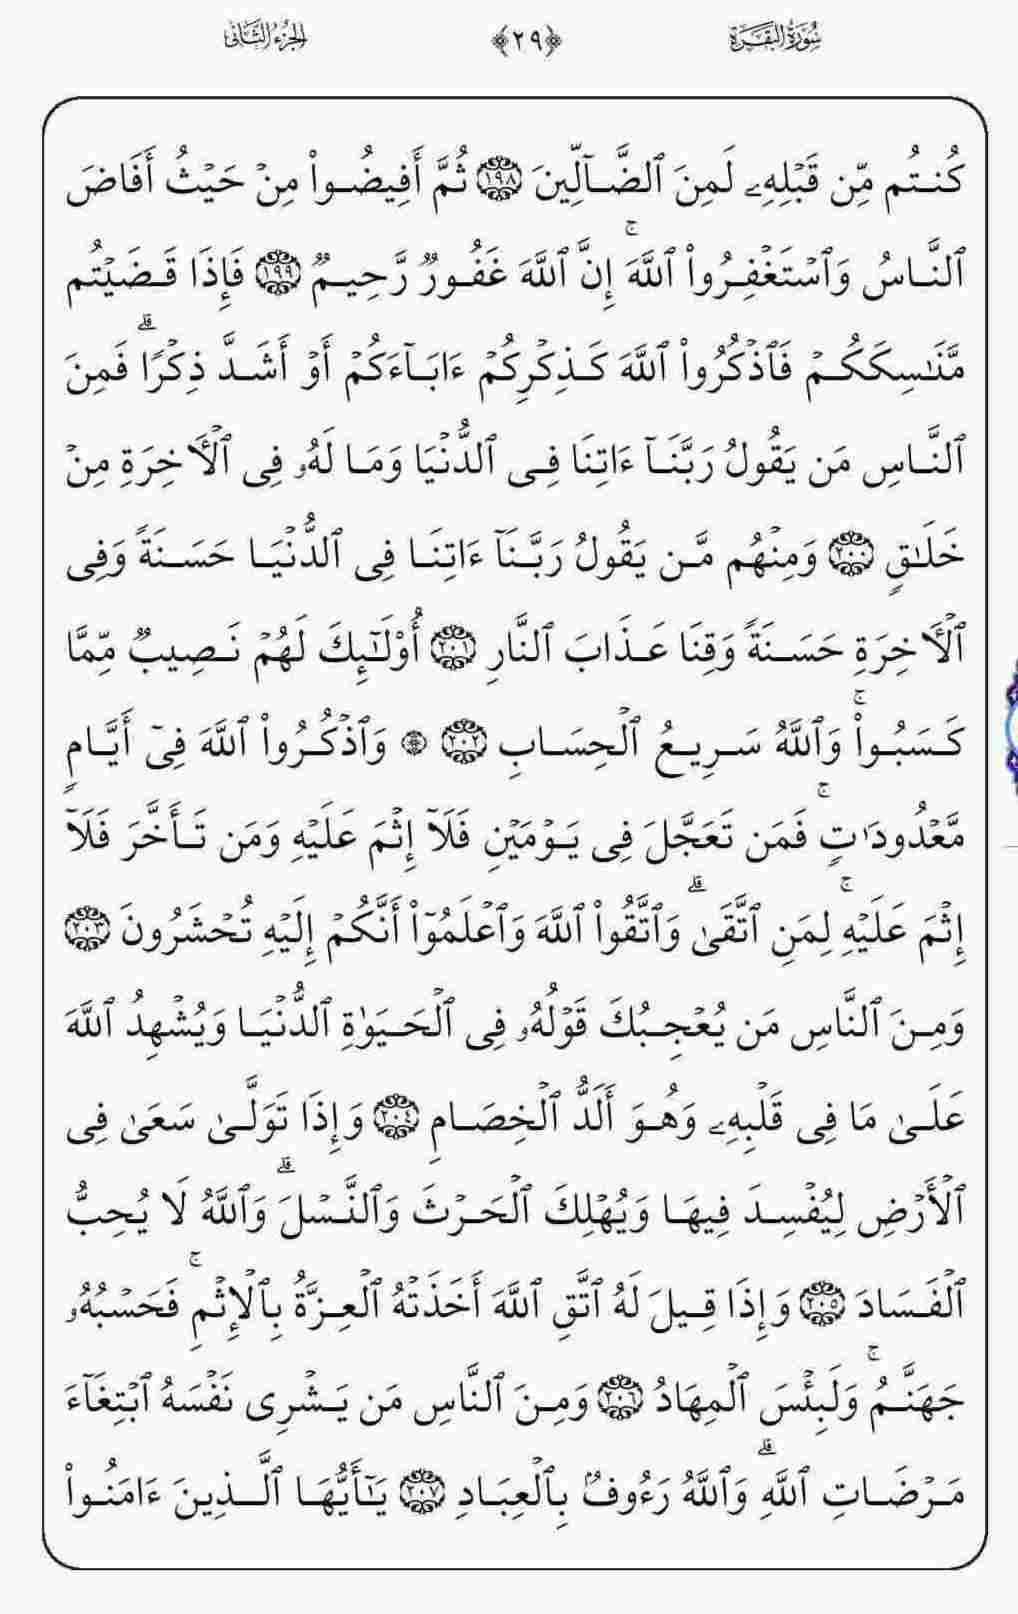 سُورَةُ البَقَرَةِ ﴿٢٩﴾ الجُزءُ الثَّانِي
كُنتُم مِّن قَبْلِهِۦ لَمِنَ ٱلضَّآلِّينَ ١٩٨ ثُمَّ أَفِيضُوا۟ مِنْ حَيْثُ أَفَاضَ
ٱلنَّاسُ وَٱسْتَغْفِرُوا۟ ٱللَّهَ ۚ إِنَّ ٱللَّهَ غَفُورٌ رَّحِيمٌ ١٩٩ فَإِذَا قَضَيْتُم
مَّنَٰسِكَكُمْ فَٱذْكُرُوا۟ ٱللَّهَ كَذِكْرِكُمْ ءَابَآءَكُمْ أَوْ أَشَدَّ ذِكْرًا ۗ فَمِنَ
ٱلنَّاسِ مَن يَقُولُ رَبَّنَآ ءَاتِنَا فِى ٱلدُّنْيَا وَمَا لَهُۥ فِى ٱلْـَٔاخِرَةِ مِنْ
خَلَٰقٍ ٢٠٠ وَمِنْهُم مَّن يَقُولُ رَبَّنَآ ءَاتِنَا فِى ٱلدُّنْيَا حَسَنَةً وَفِى
ٱلْـَٔاخِرَةِ حَسَنَةً وَقِنَا عَذَابَ ٱلنَّارِ ٢٠١ أُو۟لَٰٓئِكَ لَهُمْ نَصِيبٌ مِّمَّا
كَسَبُوا۟ ۚ وَٱللَّهُ سَرِيعُ ٱلْحِسَابِ ٢٠٢ ۞ وَٱذْكُرُوا۟ ٱللَّهَ فِىٓ أَيَّامٍ
مَّعْدُودَٰتٍ ۚ فَمَن تَعَجَّلَ فِى يَوْمَيْنِ فَلَآ إِثْمَ عَلَيْهِ وَمَن تَأَخَّرَ فَلَآ
إِثْمَ عَلَيْهِ ۚ لِمَنِ ٱتَّقَىٰ ۗ وَٱتَّقُوا۟ ٱللَّهَ وَٱعْلَمُوٓا۟ أَنَّكُمْ إِلَيْهِ تُحْشَرُونَ ٢٠٣
وَمِنَ ٱلنَّاسِ مَن يُعْجِبُكَ قَوْلُهُۥ فِى ٱلْحَيَوٰةِ ٱلدُّنْيَا وَيُشْهِدُ ٱللَّهَ
عَلَىٰ مَا فِى قَلْبِهِۦ وَهُوَ أَلَدُّ ٱلْخِصَامِ ٢٠٤ وَإِذَا تَوَلَّىٰ سَعَىٰ فِى
ٱلْأَرْضِ لِيُفْسِدَ فِيهَا وَيُهْلِكَ ٱلْحَرْثَ وَٱلنَّسْلَ ۗ وَٱللَّهُ لَا يُحِبُّ
ٱلْفَسَادَ ٢٠٥ وَإِذَا قِيلَ لَهُ ٱتَّقِ ٱللَّهَ أَخَذَتْهُ ٱلْعِزَّةُ بِٱلْإِثْمِ ۚ فَحَسْبُهُۥ
جَهَنَّمُ ۚ وَلَبِئْسَ ٱلْمِهَادُ ٢٠٦ وَمِنَ ٱلنَّاسِ مَن يَشْرِى نَفْسَهُ ٱبْتِغَآءَ
مَرْضَاتِ ٱللَّهِ ۗ وَٱللَّهُ رَءُوفٌۢ بِٱلْعِبَادِ ٢٠٧ يَٰٓأَيُّهَا ٱلَّذِينَ ءَامَنُوا۟